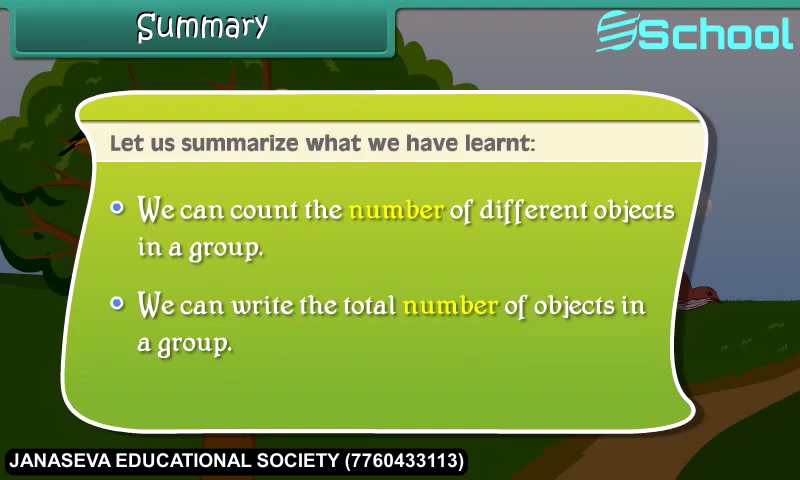 Summary
School
Let us summarize what we have learnt:
We can count the number of different objects
in a group.
We can write the total number of objects in
a group.
JANASEVA EDUCATIONAL SOCIETY (7760433113)